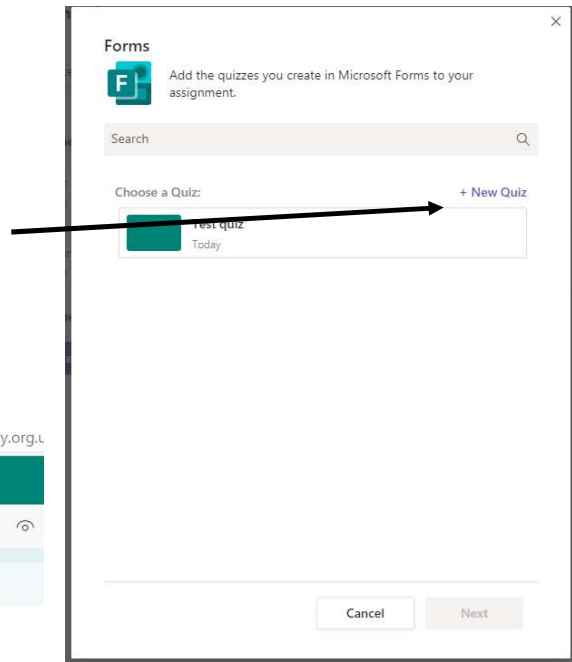 Forms
F
Add the quizzes you create in Microsoft Forms to your
assignment.
Search
Choose a Quiz:
+ New Quiz
Test quiz
Today
y.org.u
Cancel
Next